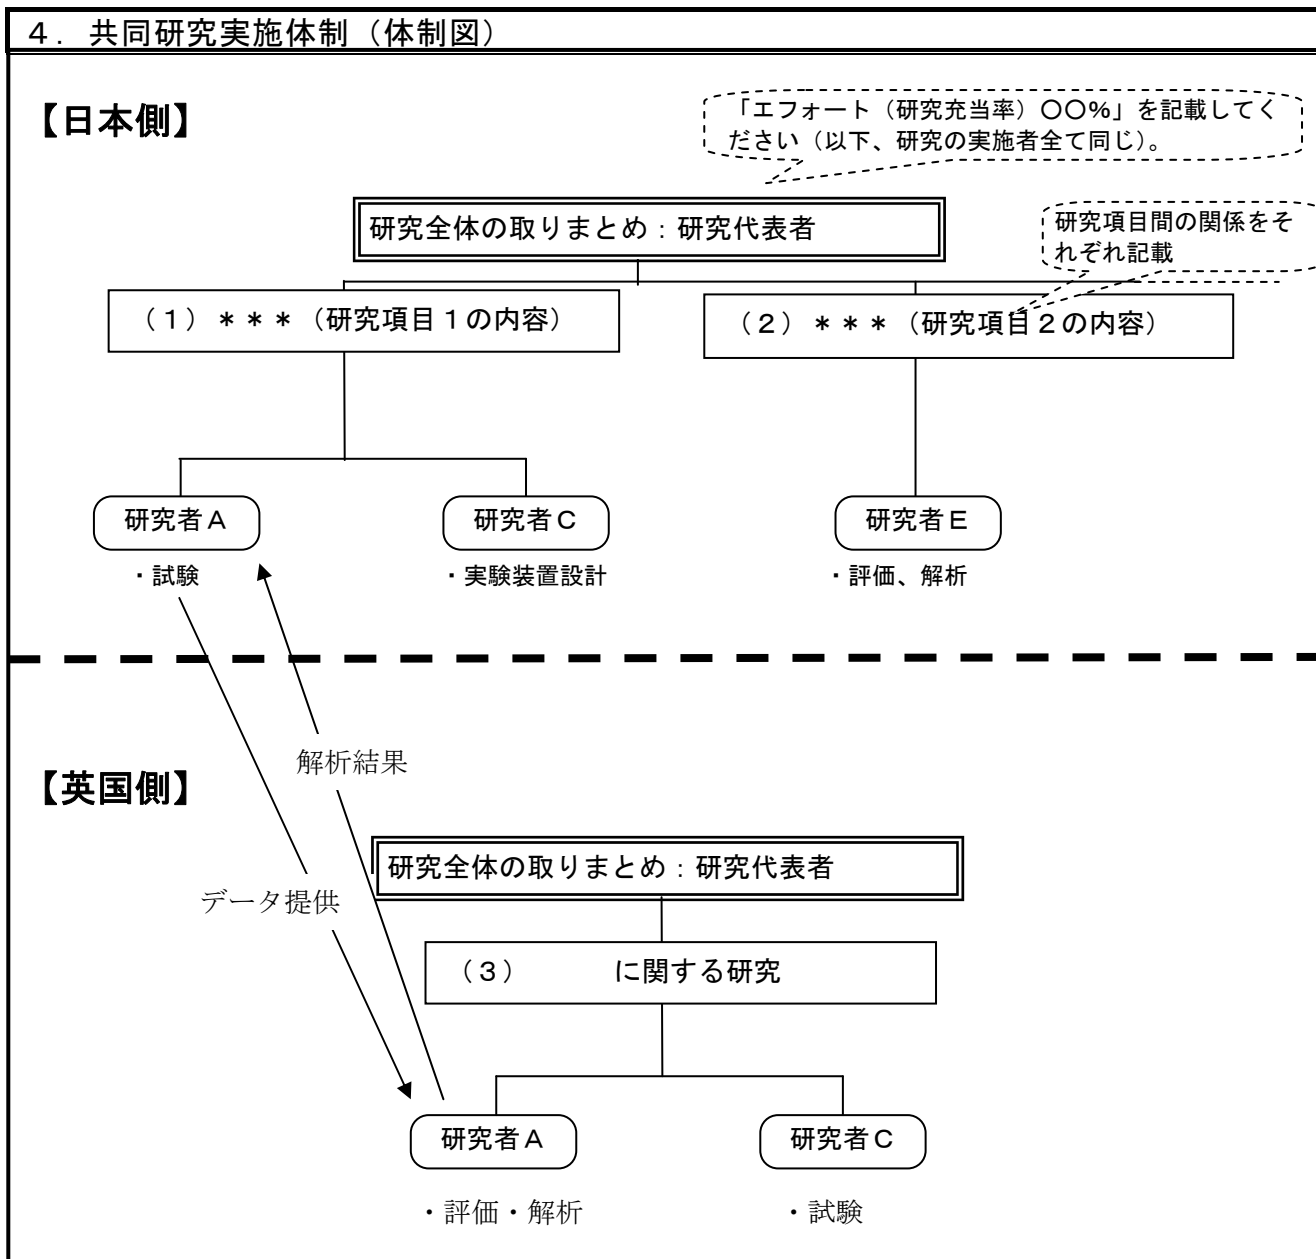 ４．共同研究実施体制（体制図）
【日本側】
「エフォート（研究充当率）〇〇％」を記載してく
ださい（以下、研究の実施者全て同じ）。
研究全体の取りまとめ：研究代表者
研究項目間の関係をそ
れぞれ記載
（１）＊＊＊（研究項目１の内容）
（２）＊＊＊（研究項目２の内容）
研究者Ａ
研究者Ｃ
研究者Ｅ
・試験
・実験装置設計
・評価、解析
解析結果
【英国側】
研究全体の取りまとめ：研究代表者
データ提供
（３）　　　に関する研究
研究者Ａ
研究者Ｃ
・評価・解析
・試験